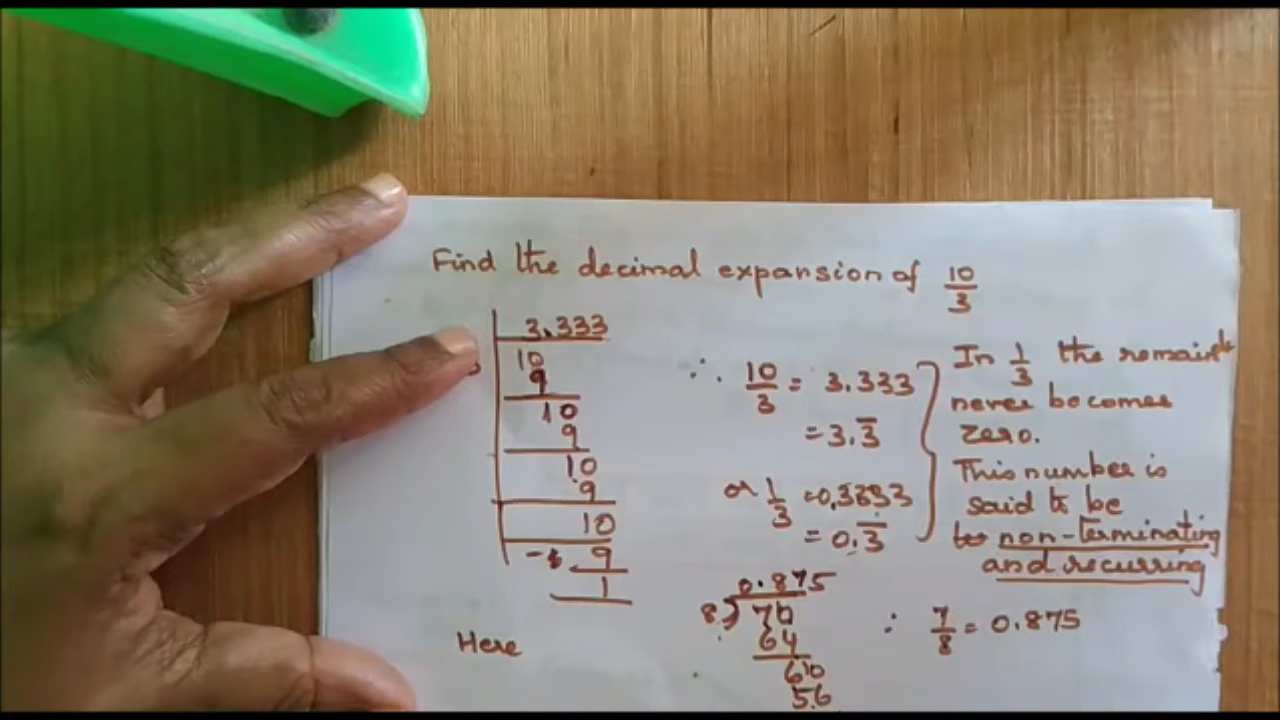 Find the decimal expansion of 10/3
3.333
10
9
10
9
10
9
10
9
1
∴ 10/3 = 3.333
= 3.3̅
or 1/3 = 0.3333
= 0.3̅
In 1/3 the remaind
never becomes
zero.
This number is
said to be
non-terminating
and recurring
Here
0.875
8) 70
64
60
56
∴ 7/8 = 0.875